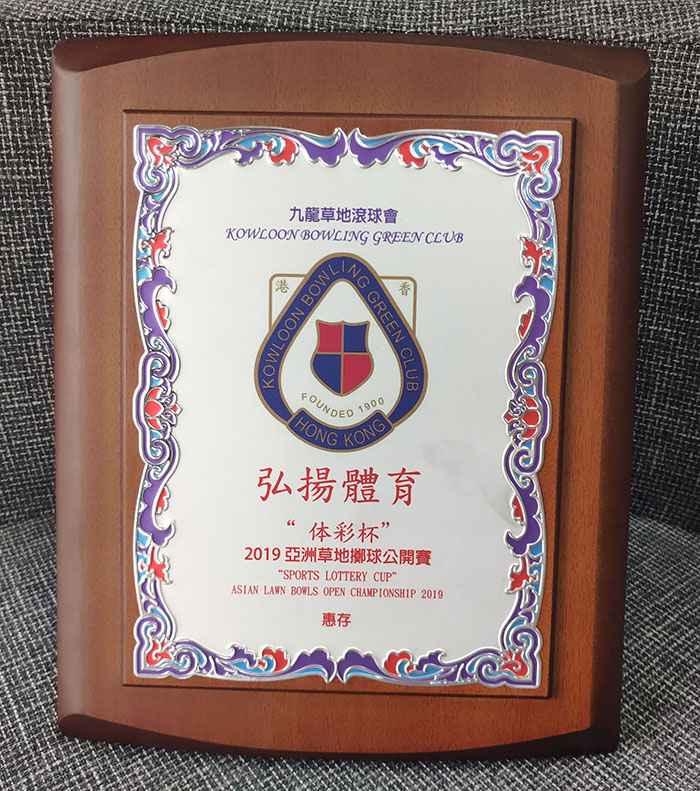 九龍草地滾球會
KOWLOON BOWLING GREEN CLUB
港 香
KOWLOON BOWLING GREEN CLUB
FOUNDED 1900
HONG KONG
弘揚體育
“体彩杯”
2019 亞洲草地擲球公開賽
“SPORTS LOTTERY CUP”
ASIAN LAWN BOWLS OPEN CHAMPIONSHIP 2019
惠存